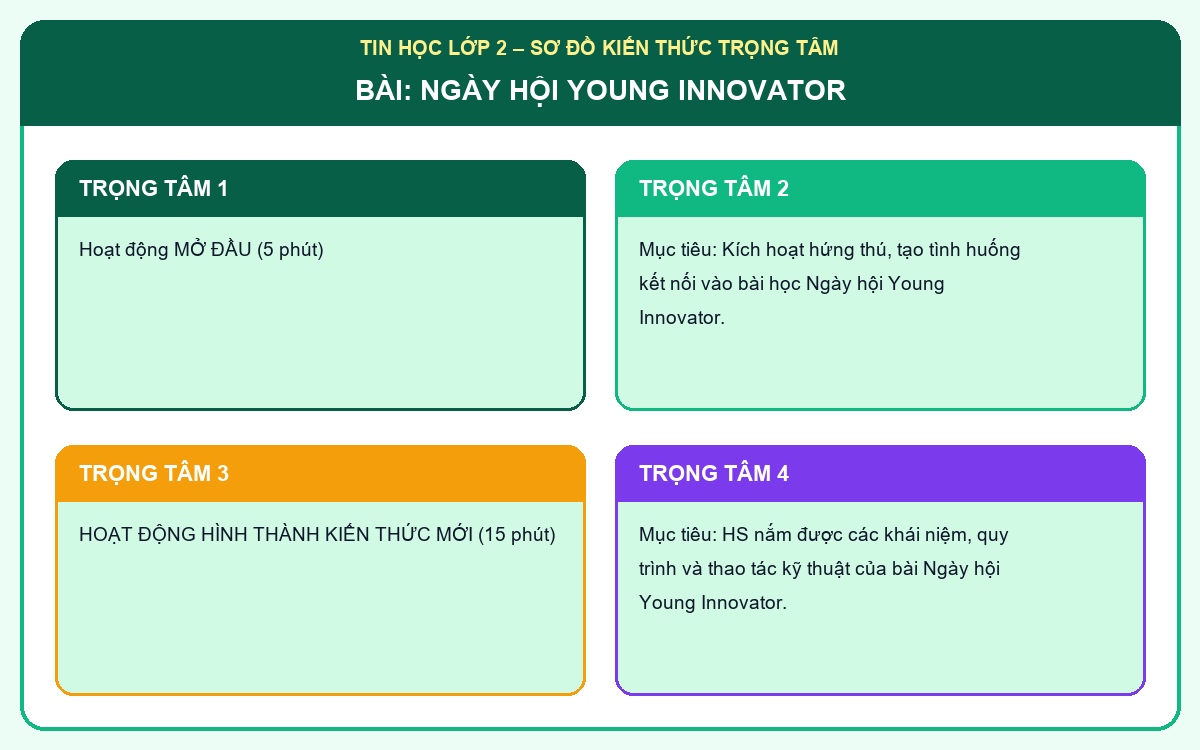 TIN HỌC LỚP 2 – SƠ ĐỒ KIẾN THỨC TRỌNG TÂM
BÀI: NGÀY HỘI YOUNG INNOVATOR
TRỌNG TÂM 1
Hoạt động MỞ ĐẦU (5 phút)
TRỌNG TÂM 2
Mục tiêu: Kích hoạt hứng thú, tạo tình huống
kết nối vào bài học Ngày hội Young
Innovator.
TRỌNG TÂM 3
HOẠT ĐỘNG HÌNH THÀNH KIẾN THỨC MỚI (15 phút)
TRỌNG TÂM 4
Mục tiêu: HS nắm được các khái niệm, quy
trình và thao tác kỹ thuật của bài Ngày hội
Young Innovator.